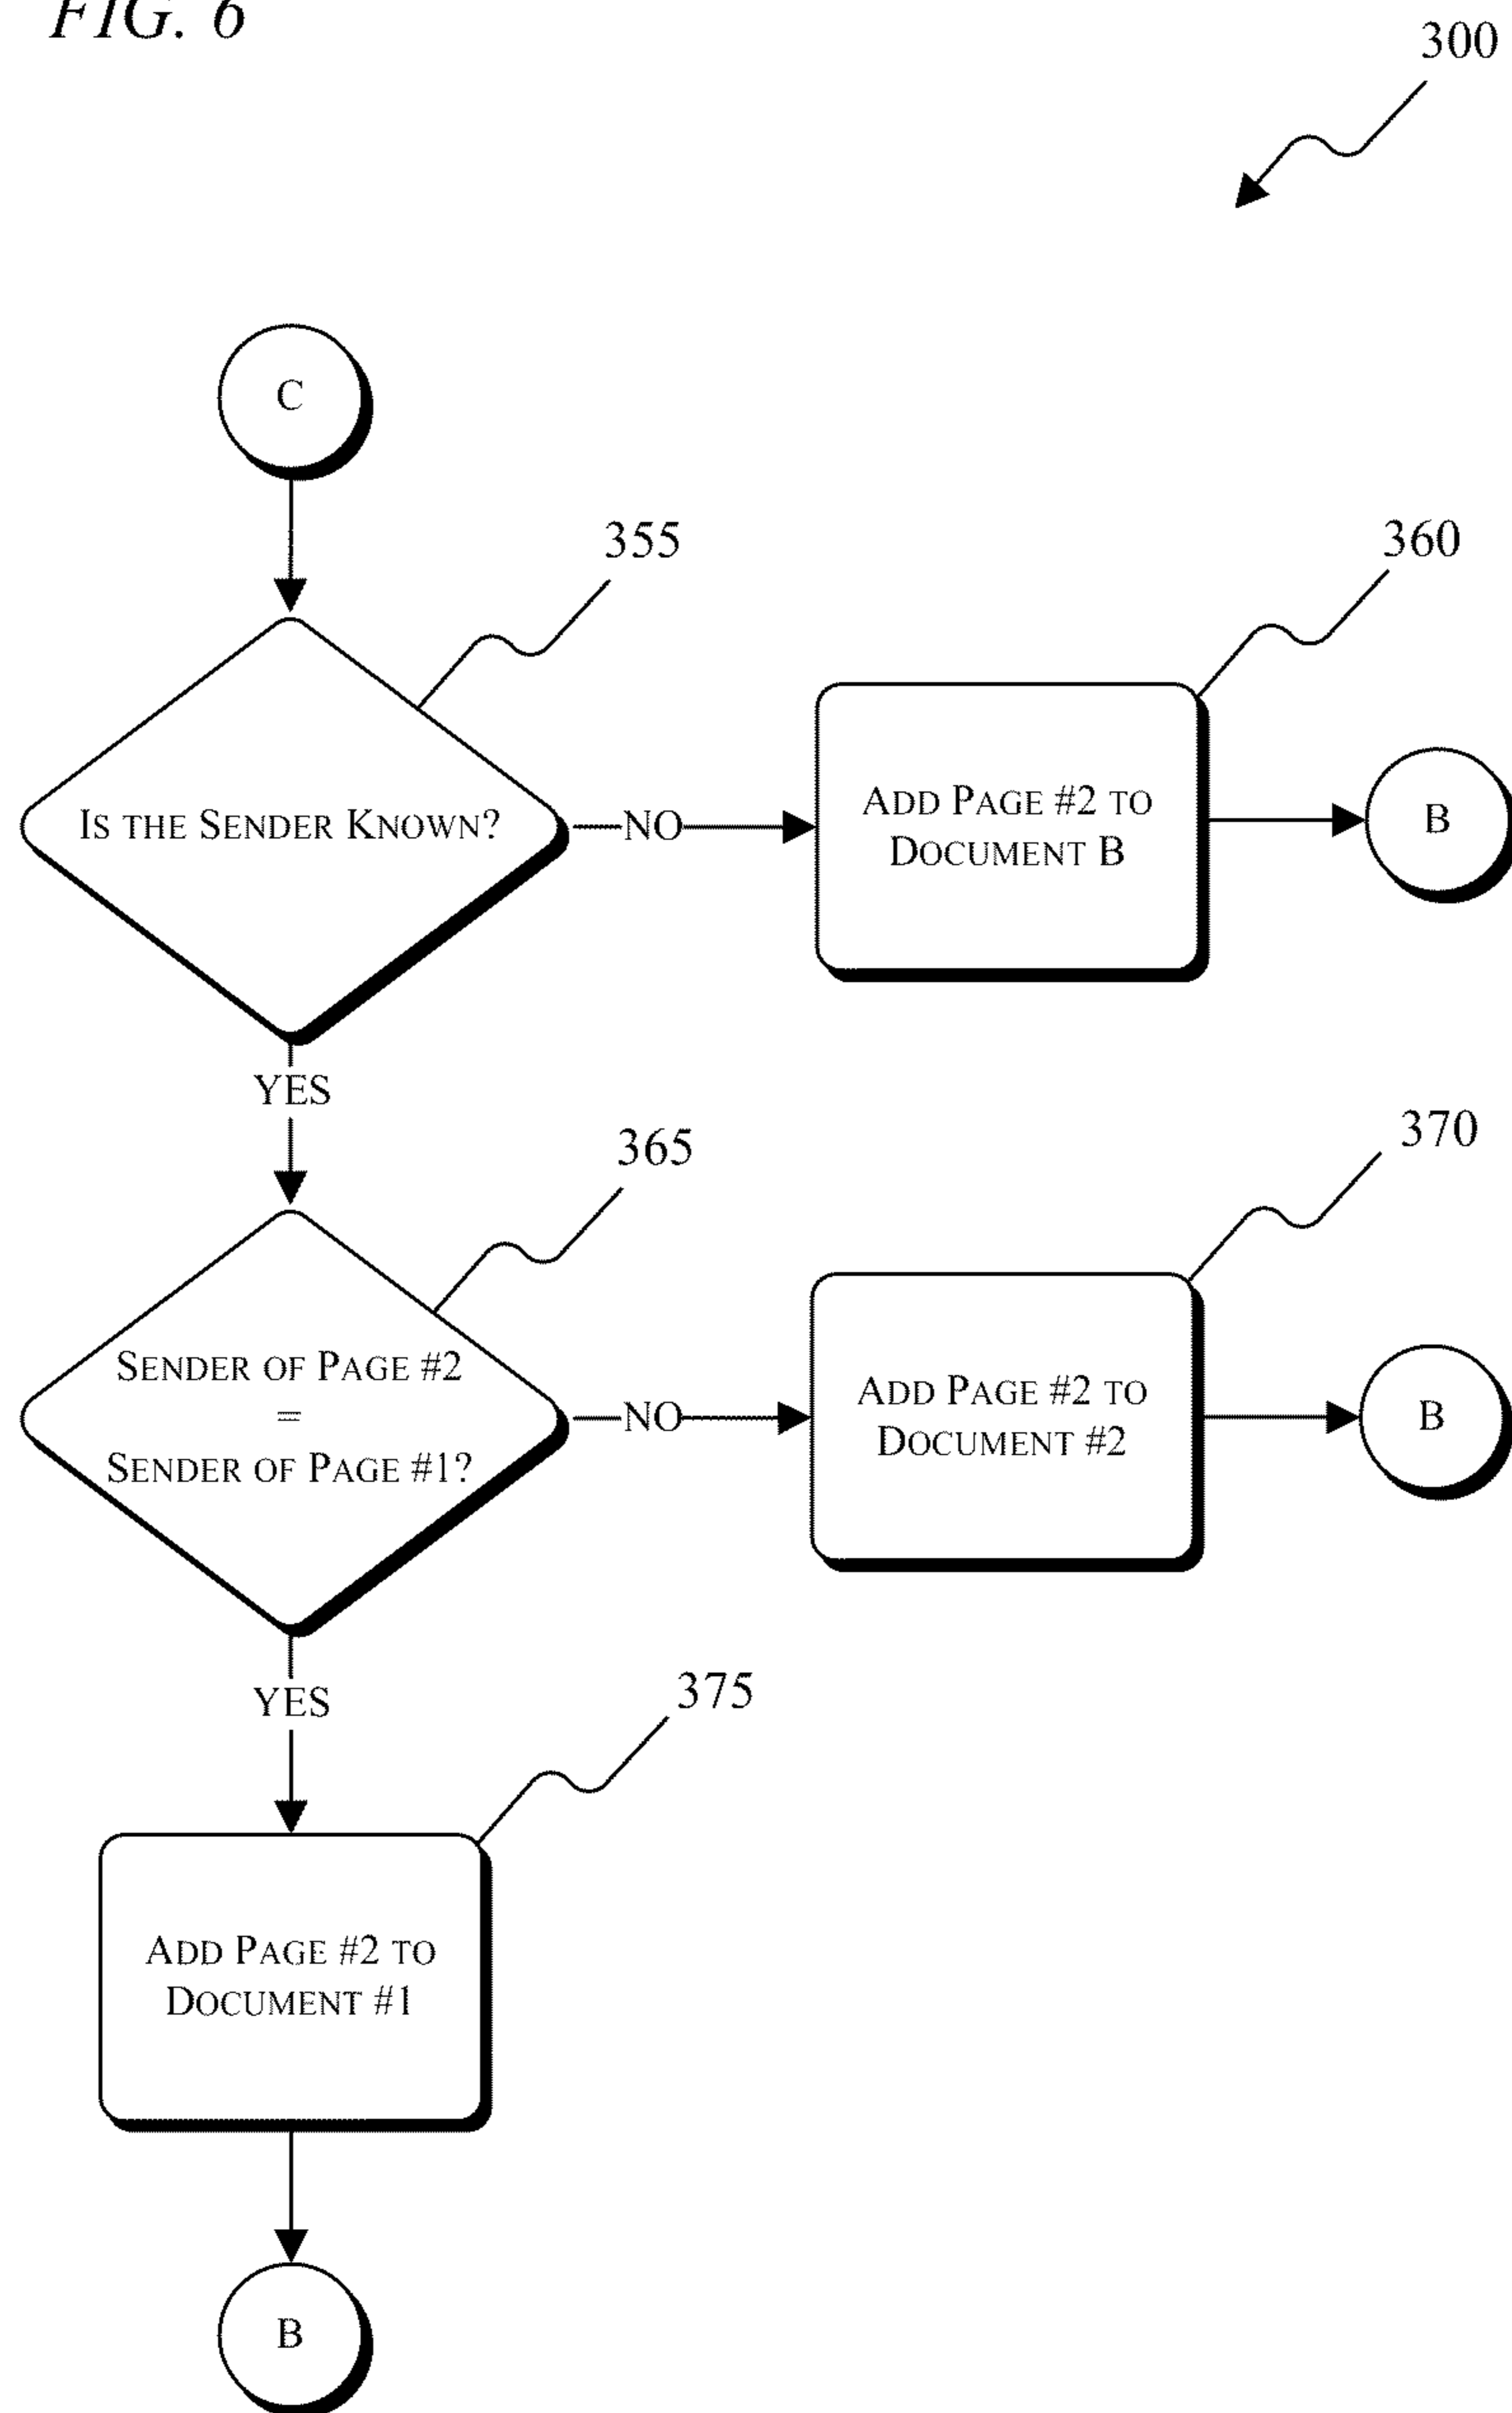 FIG. 6
300
C
355
360
IS THE SENDER KNOWN?
NO
ADD PAGE #2 TO
DOCUMENT B
B
YES
365
370
SENDER OF PAGE #2
=
SENDER OF PAGE #1?
NO
ADD PAGE #2 TO
DOCUMENT #2
B
YES
375
ADD PAGE #2 TO
DOCUMENT #1
B